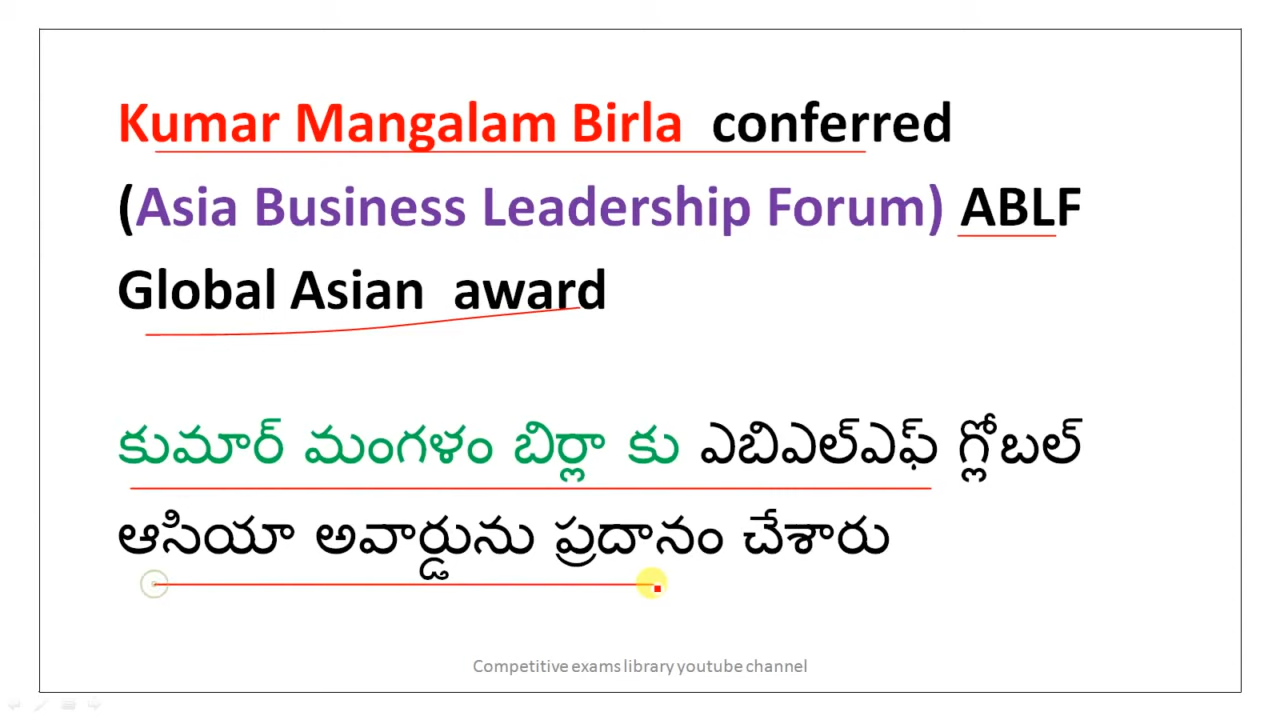 Kumar Mangalam Birla conferred
(Asia Business Leadership Forum) ABLF
Global Asian award
కుమార్ మంగళం బిర్లా కు ఎబిఎల్ఎఫ్ గ్లోబల్
ఆసియా అవార్డును ప్రదానం చేశారు
Competitive exams library youtube channel